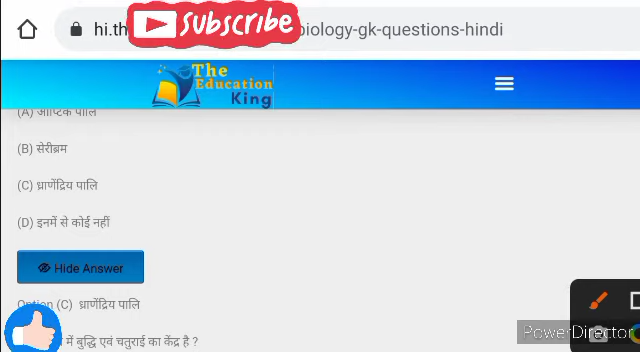 SUBSCRIBE
hi.th biology-gk-questions-hindi
The
Education
King
(A) ऑप्टिक पालि
(B) सेरीब्रम
(C) घ्राणेंद्रिय पालि
(D) इनमें से कोई नहीं
Hide Answer
Option (C) घ्राणेंद्रिय पालि
में बुद्धि एवं चतुराई का केंद्र है ?
PowerDirector